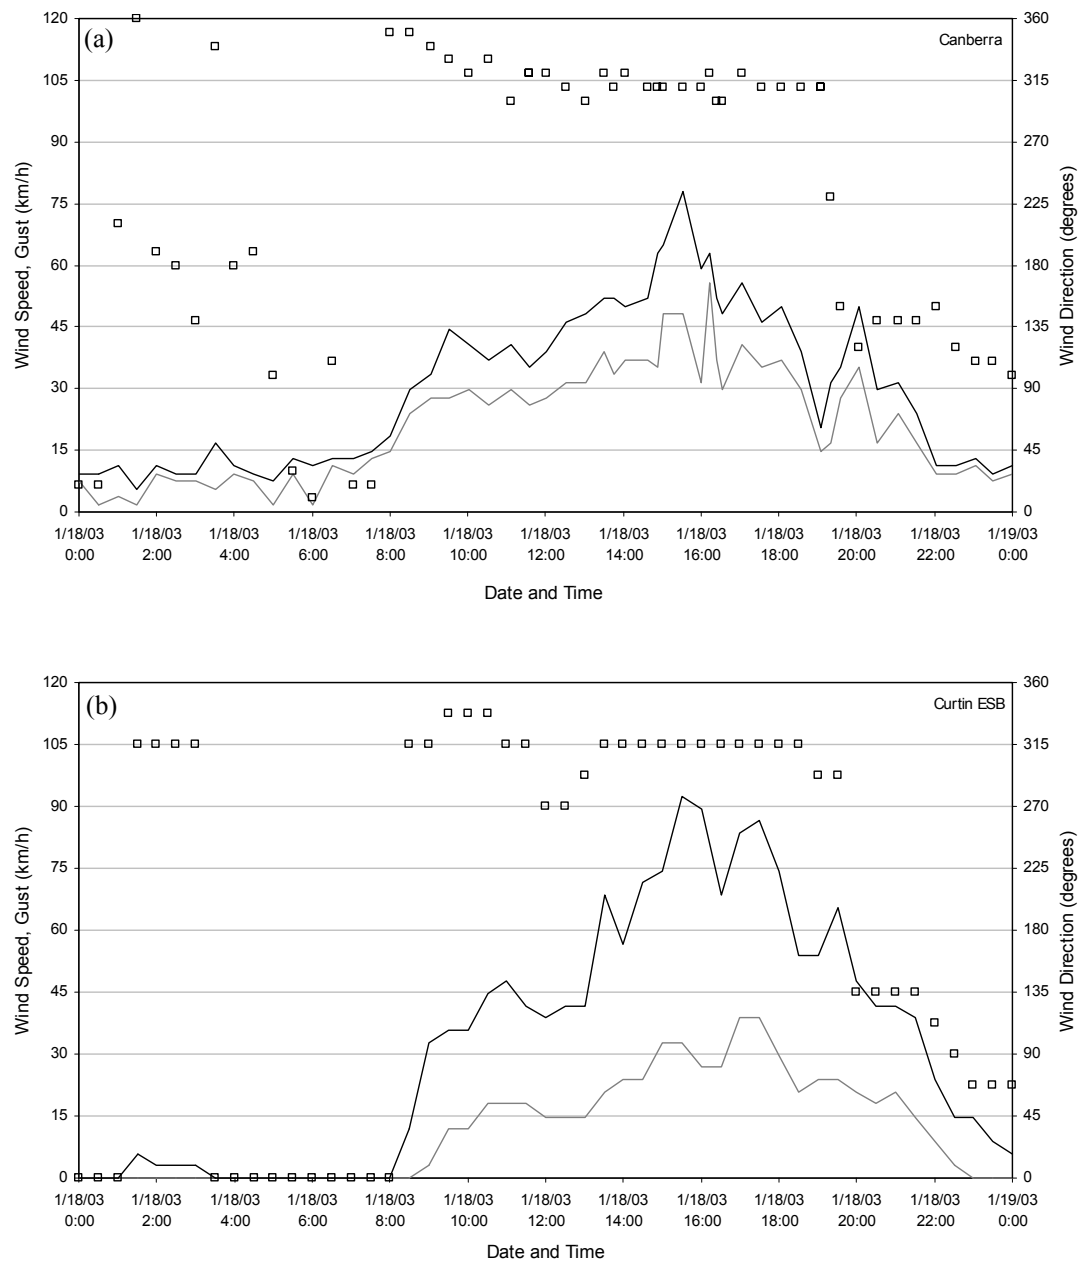 (a)
Canberra
120
105
90
75
60
45
30
15
0
Wind Speed, Gust (km/h)
360
315
270
225
180
135
90
45
0
Wind Direction (degrees)
1/18/03 1/18/03 1/18/03 1/18/03 1/18/03 1/18/03 1/18/03 1/18/03 1/18/03 1/18/03 1/18/03 1/18/03 1/19/03
0:00 2:00 4:00 6:00 8:00 10:00 12:00 14:00 16:00 18:00 20:00 22:00 0:00
Date and Time
(b)
Curtin ESB
120
105
90
75
60
45
30
15
0
Wind Speed, Gust (km/h)
360
315
270
225
180
135
90
45
0
Wind Direction (degrees)
1/18/03 1/18/03 1/18/03 1/18/03 1/18/03 1/18/03 1/18/03 1/18/03 1/18/03 1/18/03 1/18/03 1/18/03 1/19/03
0:00 2:00 4:00 6:00 8:00 10:00 12:00 14:00 16:00 18:00 20:00 22:00 0:00
Date and Time